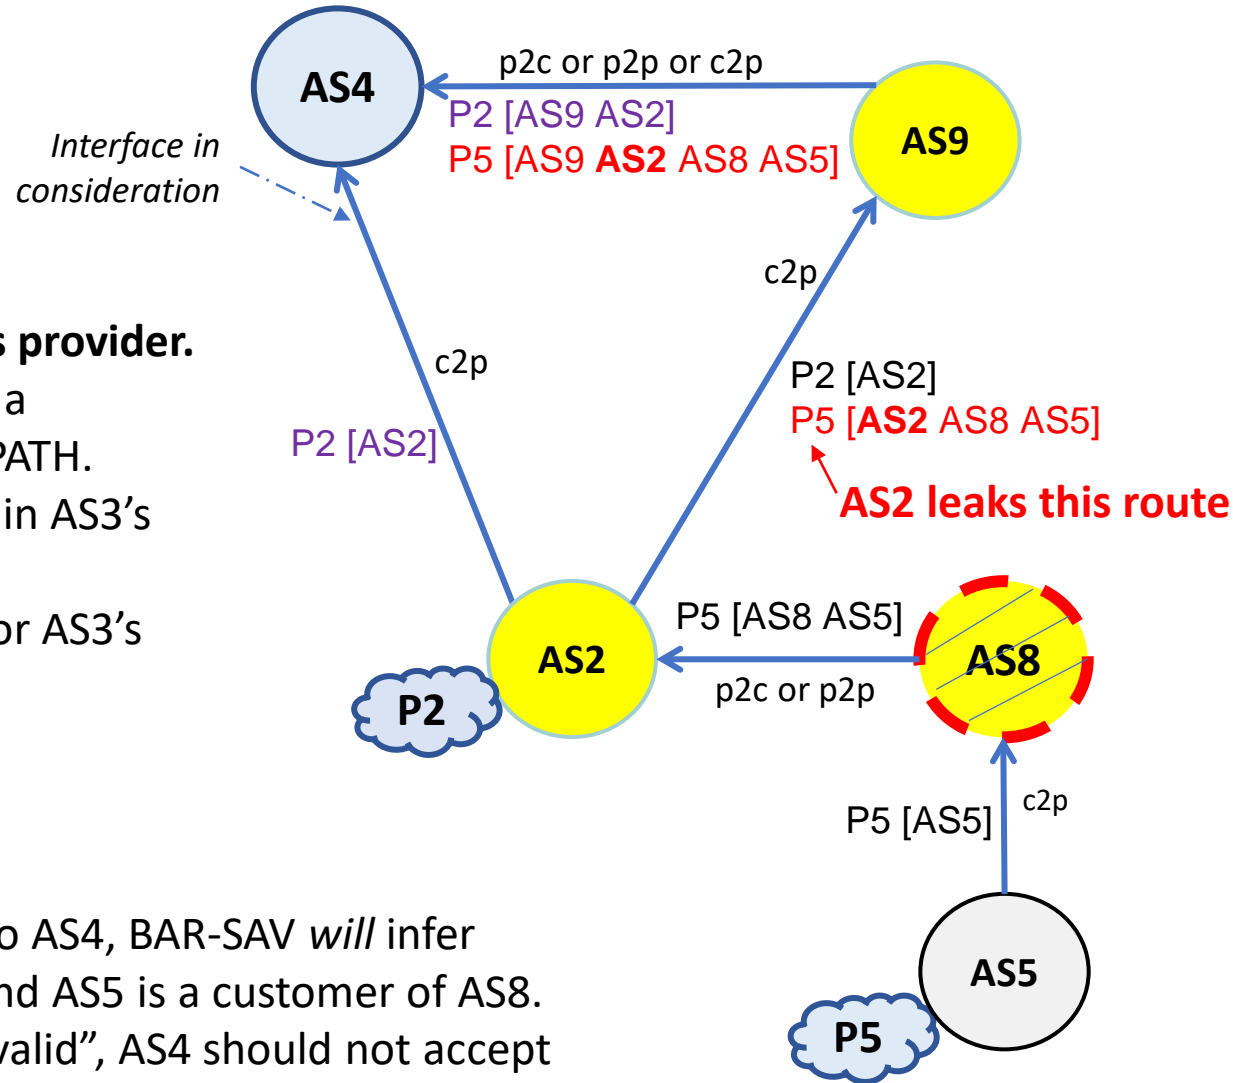 p2c or p2p or c2p
AS4
P2 [AS9 AS2]
P5 [AS9 AS2 AS8 AS5]
AS9
Interface in
consideration
c2p
s provider.
a
PATH.
in AS3’s
or AS3’s
c2p
P2 [AS2]
P2 [AS2]
P5 [AS2 AS8 AS5]
AS2 leaks this route
P5 [AS8 AS5]
AS2
AS8
p2c or p2p
P2
P5 [AS5]
c2p
o AS4, BAR-SAV will infer
nd AS5 is a customer of AS8.
valid”, AS4 should not accept
AS5
P5